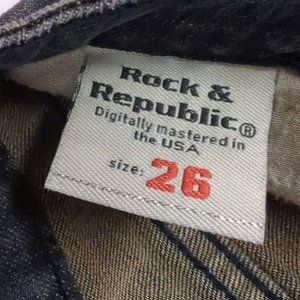 Rock &
Republic®
Digitally mastered in
the USA
size: 26